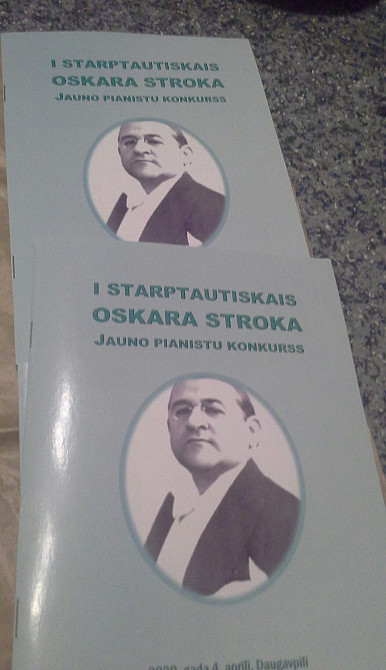 I STARPTAUTISKAIS
OSKARA STROKA
JAUNO PIANISTU KONKURSS
I STARPTAUTISKAIS
OSKARA STROKA
JAUNO PIANISTU KONKURSS
gada 4. aprīlī, Daugavpilī